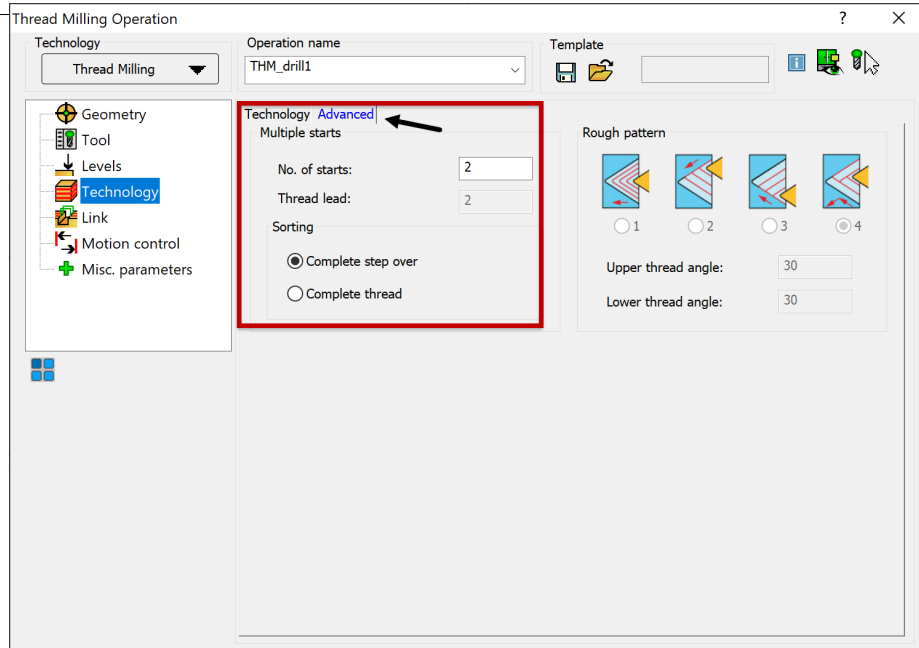 Thread Milling Operation
?
Technology
Operation name
Template
Thread Milling
THM_drill1
Geometry
Tool
Levels
Technology
Link
Motion control
Misc. parameters
Technology Advanced
Multiple starts
No. of starts:
2
Thread lead:
2
Sorting
Complete step over
Complete thread
Rough pattern
1
2
3
4
Upper thread angle:
30
Lower thread angle:
30